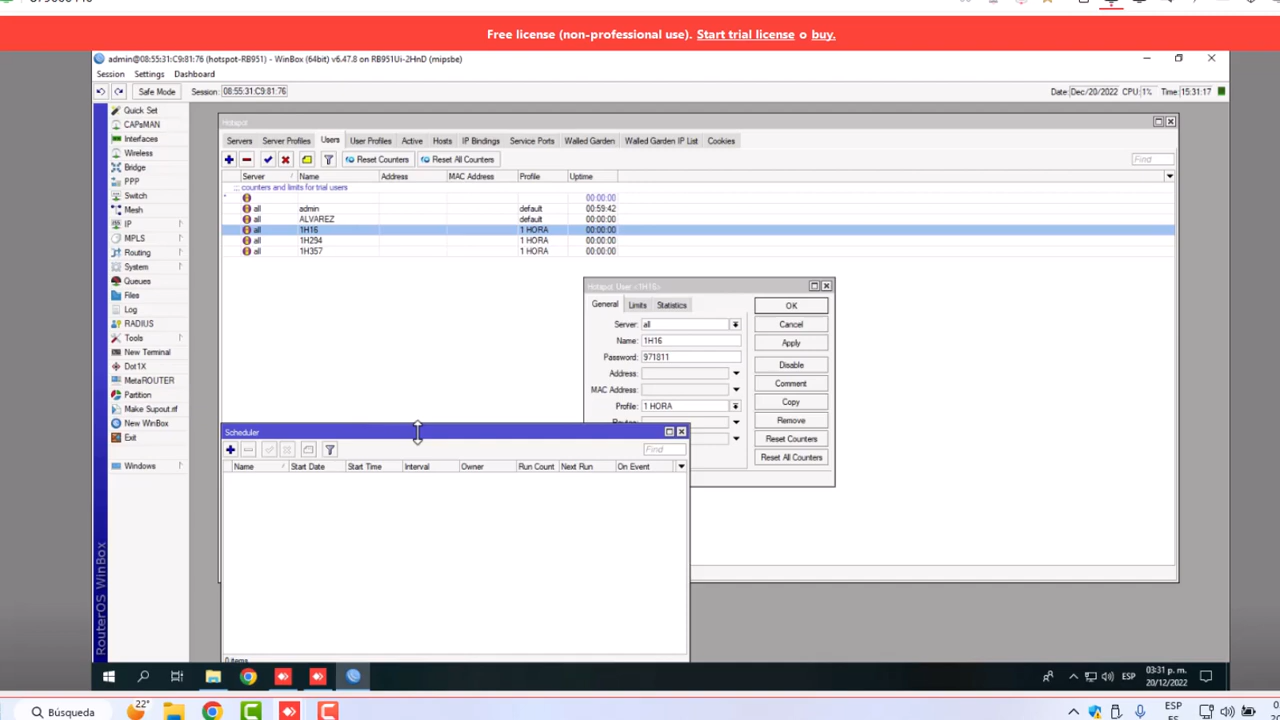 Free license (non-professional use). Start trial license o buy.
admin@08:55:31:C9:81:76 (hotspot-RB951) - WinBox (64bit) v6.47.8 on RB951Ui-2HnD (mipsbe)
Session Settings Dashboard
Safe Mode Session: 08:55:31:C9:81:76 Date: Dec/20/2022 CPU: 1% Time: 15:31:17
Quick Set
CAPsMAN
Interfaces
Wireless
Bridge
PPP
Switch
Mesh
IP
MPLS
Routing
System
Queues
Files
Log
RADIUS
Tools
New Terminal
Dot1X
MetaROUTER
Partition
Make Supout.rif
New WinBox
Exit
Windows
RouterOS WinBox
Hotspot
Servers Server Profiles Users User Profiles Active Hosts IP Bindings Service Ports Walled Garden Walled Garden IP List Cookies
Reset Counters Reset All Counters Find
Server Name Address MAC Address Profile Uptime
::: counters and limits for trial users
00:00:00
all admin default 00:59:42
all ALVAREZ default 00:00:00
all 1H16 1 HORA 00:00:00
all 1H294 1 HORA 00:00:00
all 1H357 1 HORA 00:00:00
Hotspot User <1H16>
General Limits Statistics
Server: all
Name: 1H16
Password: 971811
Address:
MAC Address:
Profile: 1 HORA
OK
Cancel
Apply
Disable
Comment
Copy
Remove
Reset Counters
Reset All Counters
Scheduler
Find
Name Start Date Start Time Interval Owner Run Count Next Run On Event
0 items
ESP 03:31 p. m.
20/12/2022
22°
Búsqueda
ESP